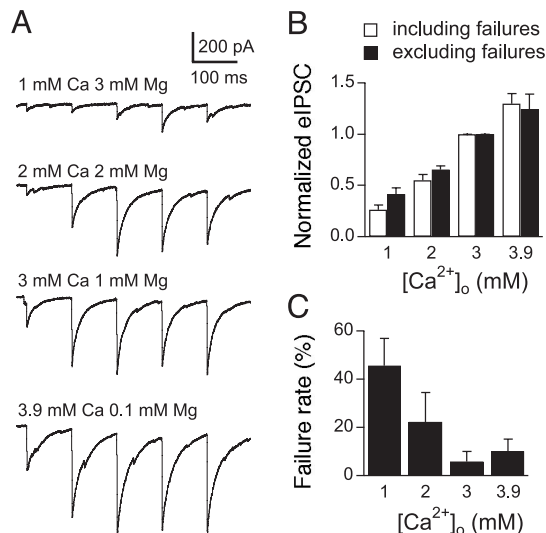 A
200 pA
100 ms
1 mM Ca 3 mM Mg
2 mM Ca 2 mM Mg
3 mM Ca 1 mM Mg
3.9 mM Ca 0.1 mM Mg
B
including failures
excluding failures
Normalized eIPSC
1.5
1.0
0.5
0.0
1 2 3 3.9
[Ca²⁺]ₒ (mM)
C
Failure rate (%)
60
40
20
0
1 2 3 3.9
[Ca²⁺]ₒ (mM)